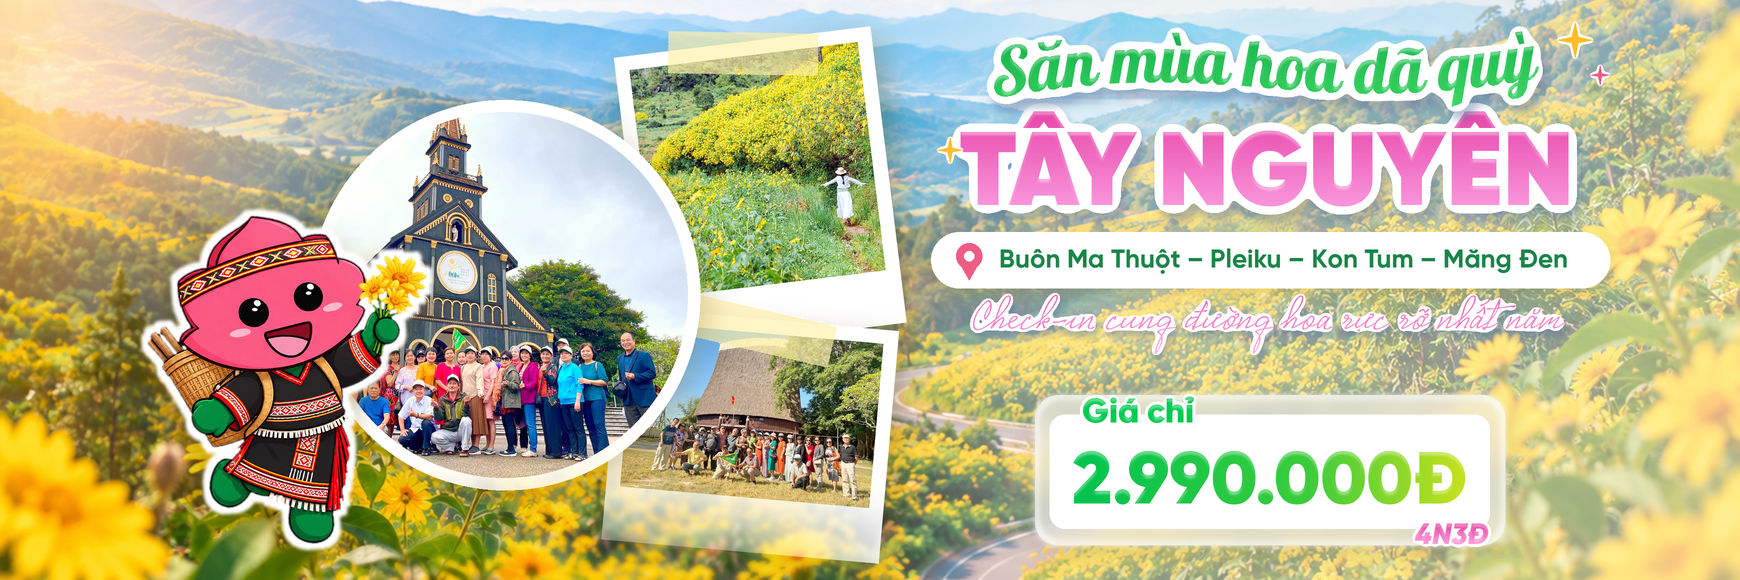 Săn mùa hoa dã quỳ
TÂY NGUYÊN
Buôn Ma Thuột – Pleiku – Kon Tum – Măng Đen
Check-in cung đường hoa rực rỡ nhất năm
Giá chỉ
2.990.000Đ
4N3Đ